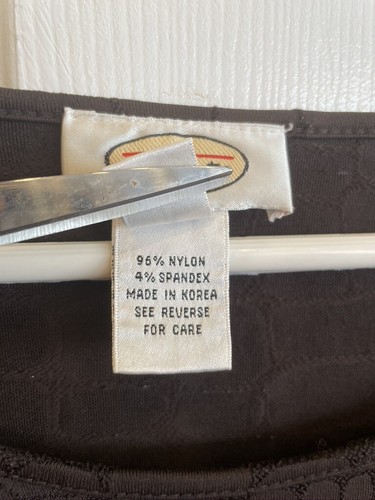 96% NYLON
4% SPANDEX
MADE IN KOREA
SEE REVERSE
FOR CARE